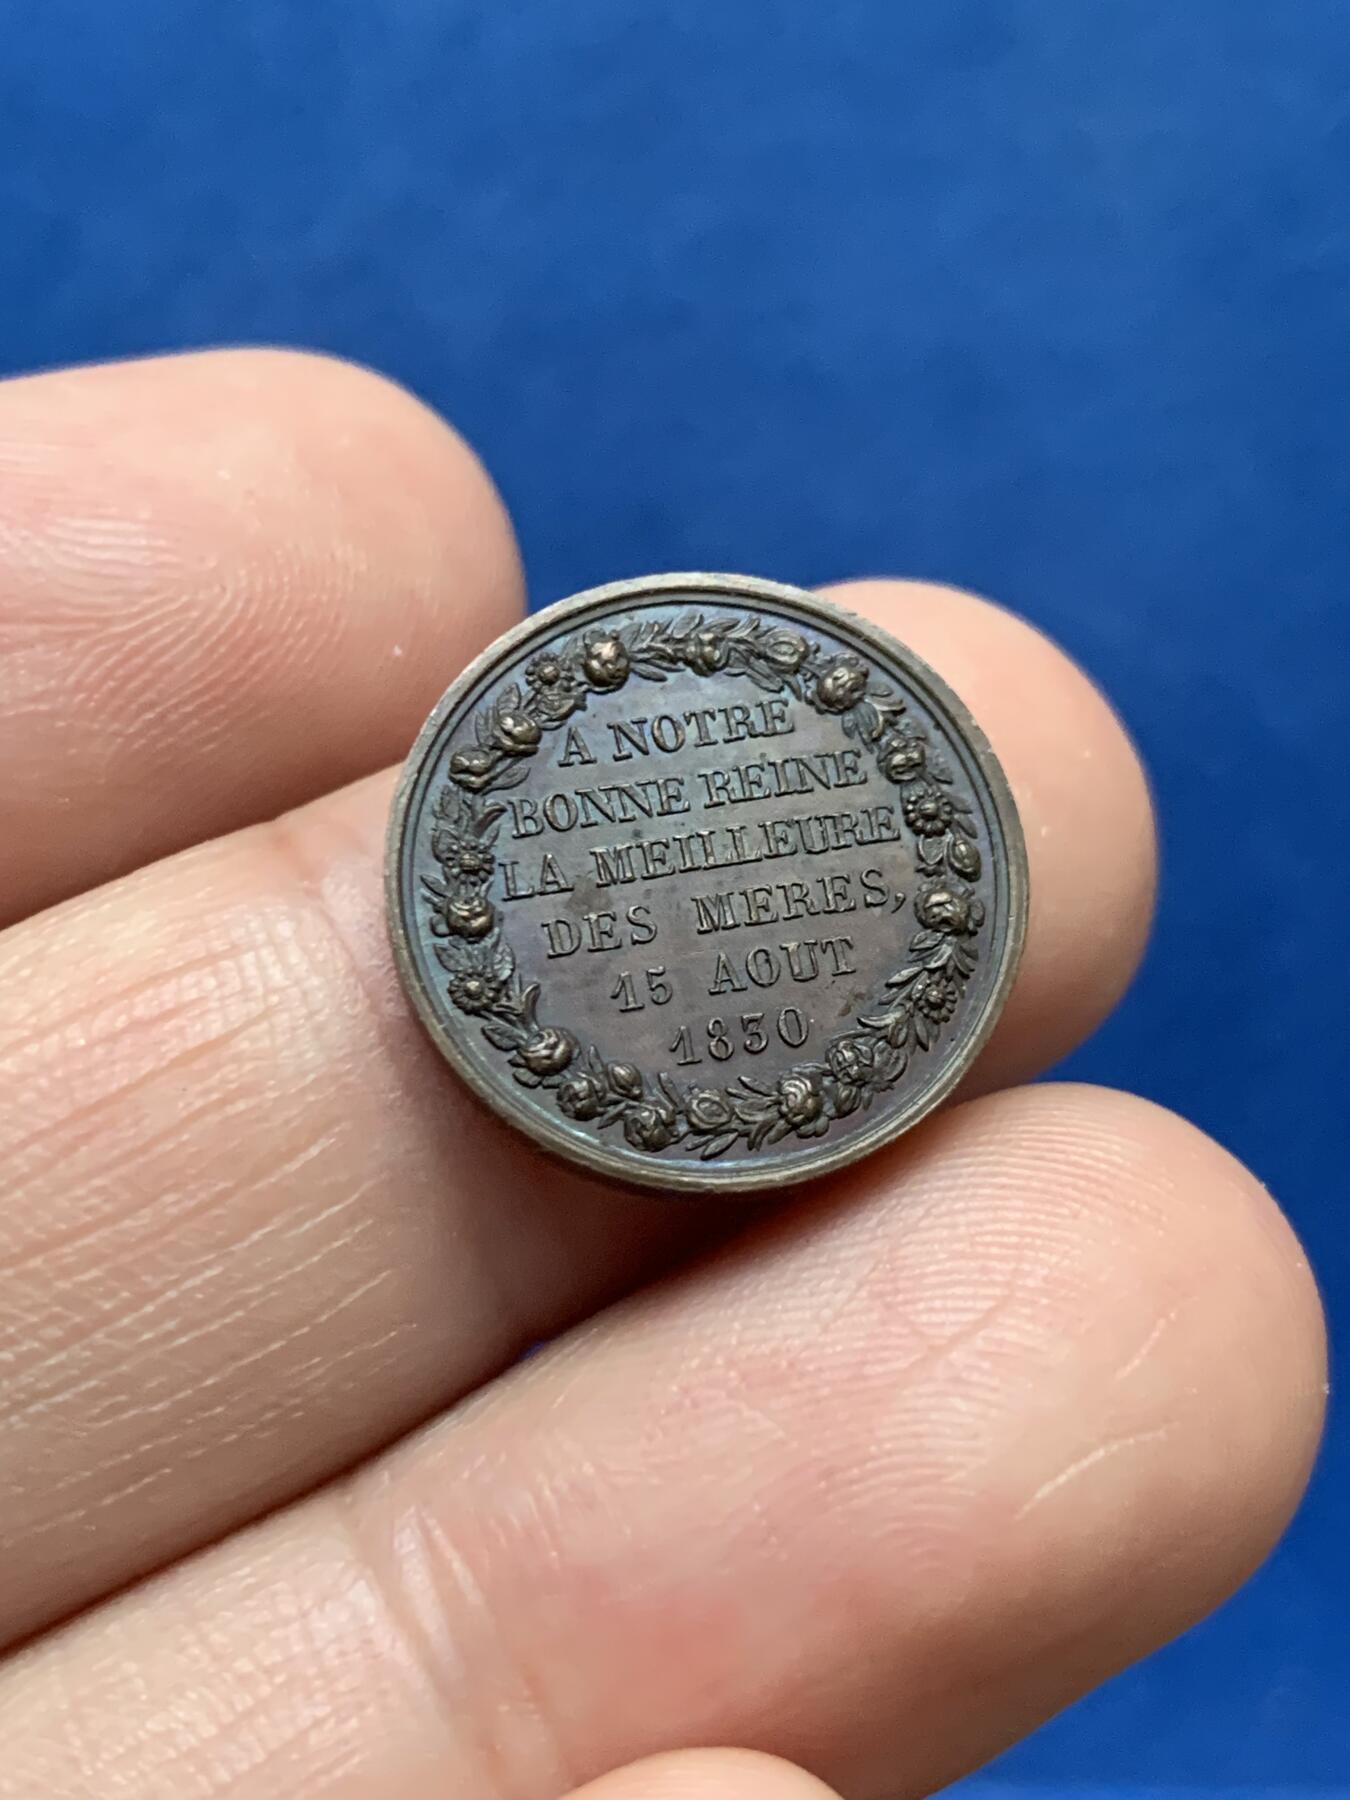 A NOTRE
BONNE REINE
LA MEILLEURE
DES MERES,
15 AOUT
1830